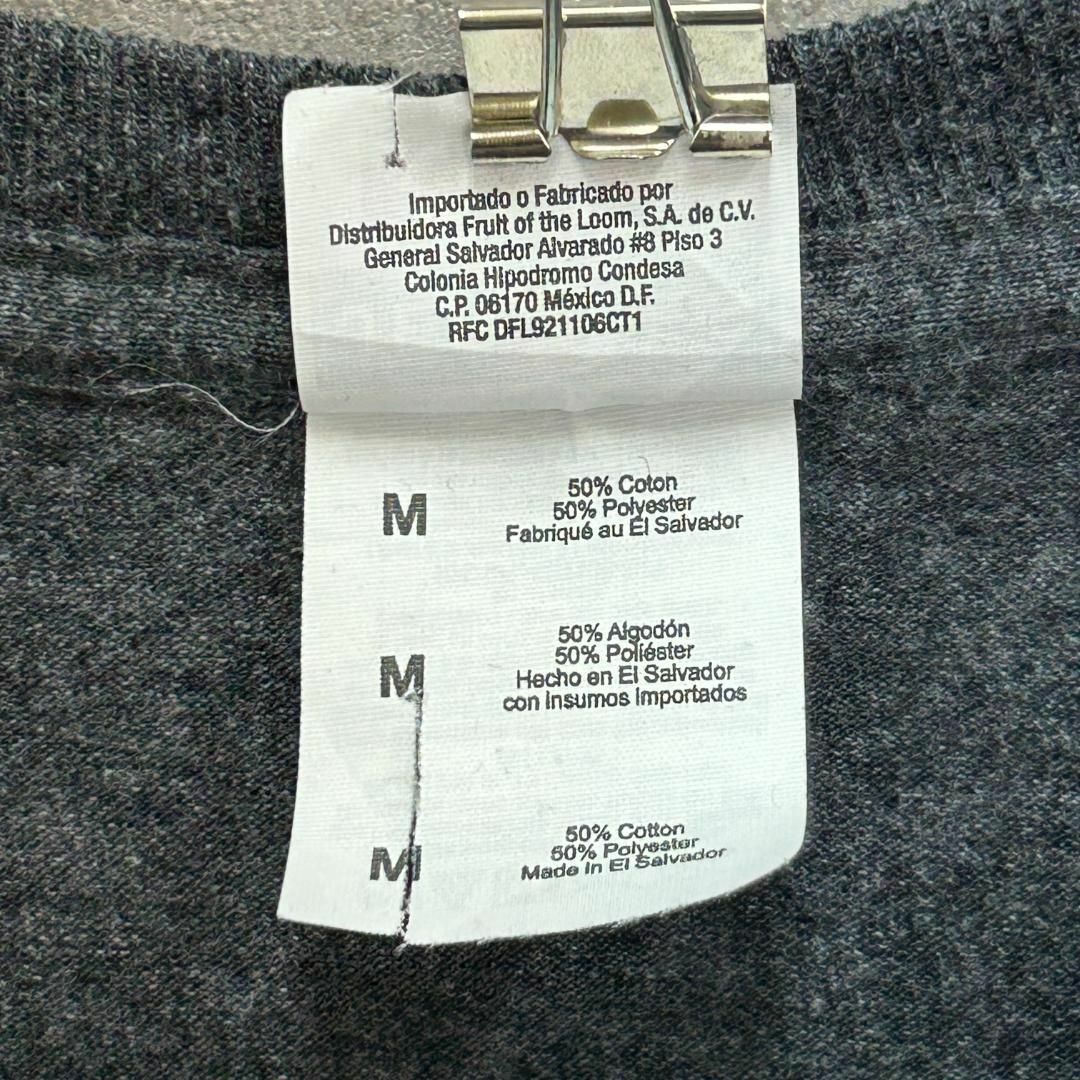 Importado o Fabricado por
Distribuidora Fruit of the Loom, S.A. de C.V.
General Salvador Alvarado #8 Piso 3
Colonia Hipodromo Condesa
C.P. 06170 México D.F.
RFC DFL921106CT1
M
50% Coton
50% Polyester
Fabriqué au El Salvador
M
50% Algodón
50% Poliéster
Hecho en El Salvador
con Insumos Importados
M
50% Cotton
50% Polyester
Made in El Salvador